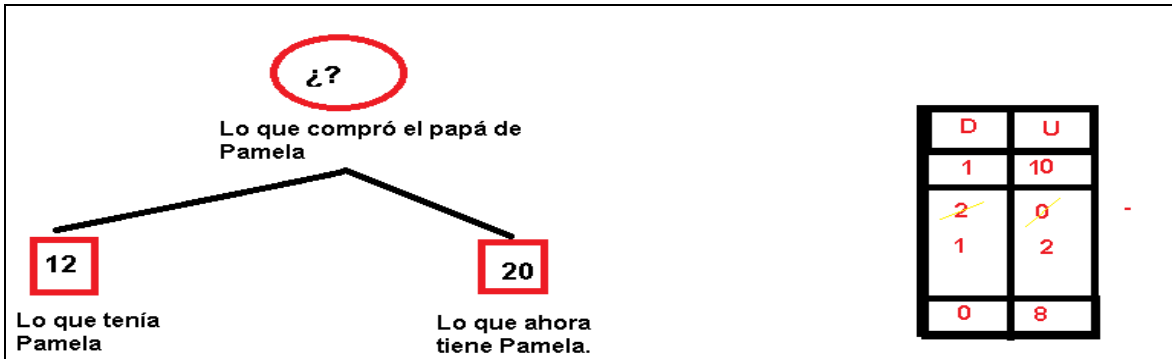 ¿?
Lo que compró el papá de
Pamela
12
20
Lo que tenía
Pamela
Lo que ahora
tiene Pamela.
D U
1 10
2 0 -
1 2
0 8